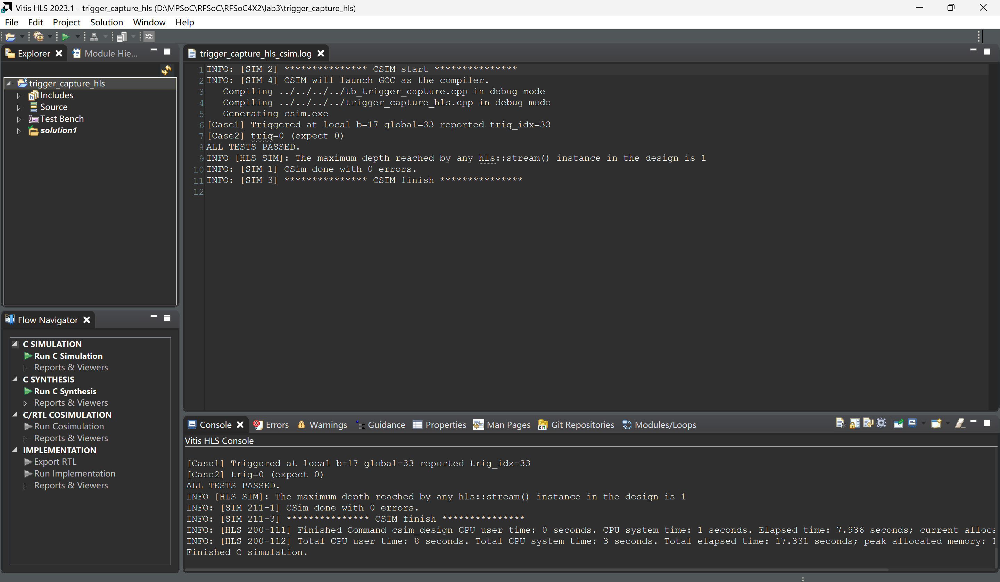 Vitis HLS 2023.1 - trigger_capture_hls (D:\MPSoC\RFSoC\RFSoC4X2\lab3\trigger_capture_hls)
File Edit Project Solution Window Help
Explorer Module Hie...
trigger_capture_hls
Includes
Source
Test Bench
solution1
trigger_capture_hls_csim.log
1 INFO: [SIM 2] *************** CSIM start ***************
2 INFO: [SIM 4] CSIM will launch GCC as the compiler.
3 Compiling ../../../../tb_trigger_capture.cpp in debug mode
4 Compiling ../../../../trigger_capture_hls.cpp in debug mode
5 Generating csim.exe
6 [Case1] Triggered at local b=17 global=33 reported trig_idx=33
7 [Case2] trig=0 (expect 0)
8 ALL TESTS PASSED.
9 INFO [HLS SIM]: The maximum depth reached by any hls::stream() instance in the design is 1
10 INFO: [SIM 1] CSim done with 0 errors.
11 INFO: [SIM 3] *************** CSIM finish ***************
12
Flow Navigator
C SIMULATION
Run C Simulation
Reports & Viewers
C SYNTHESIS
Run C Synthesis
Reports & Viewers
C/RTL COSIMULATION
Run Cosimulation
Reports & Viewers
IMPLEMENTATION
Export RTL
Run Implementation
Reports & Viewers
Console Errors Warnings Guidance Properties Man Pages Git Repositories Modules/Loops
Vitis HLS Console
[Case1] Triggered at local b=17 global=33 reported trig_idx=33
[Case2] trig=0 (expect 0)
ALL TESTS PASSED.
INFO [HLS SIM]: The maximum depth reached by any hls::stream() instance in the design is 1
INFO: [SIM 211-1] CSim done with 0 errors.
INFO: [SIM 211-3] *************** CSIM finish ***************
INFO: [HLS 200-111] Finished Command csim_design CPU user time: 0 seconds. CPU system time: 1 seconds. Elapsed time: 7.936 seconds; current alloca
INFO: [HLS 200-112] Total CPU user time: 8 seconds. Total CPU system time: 3 seconds. Total elapsed time: 17.331 seconds; peak allocated memory: 1
Finished C simulation.